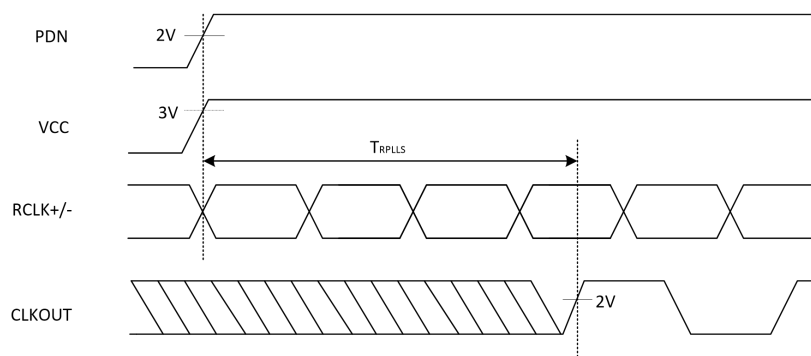 PDN
2V
VCC
3V
TRPLLS
RCLK+/-
CLKOUT
2V